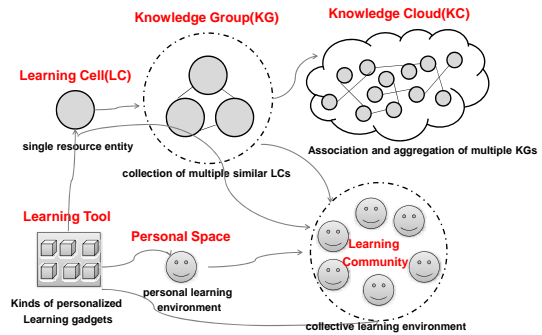 Knowledge Group(KG)
Knowledge Cloud(KC)
Learning Cell(LC)
single resource entity
collection of multiple similar LCs
Association and aggregation of multiple KGs
Learning Tool
Personal Space
Learning
Community
Kinds of personalized
Learning gadgets
personal learning
environment
collective learning environment